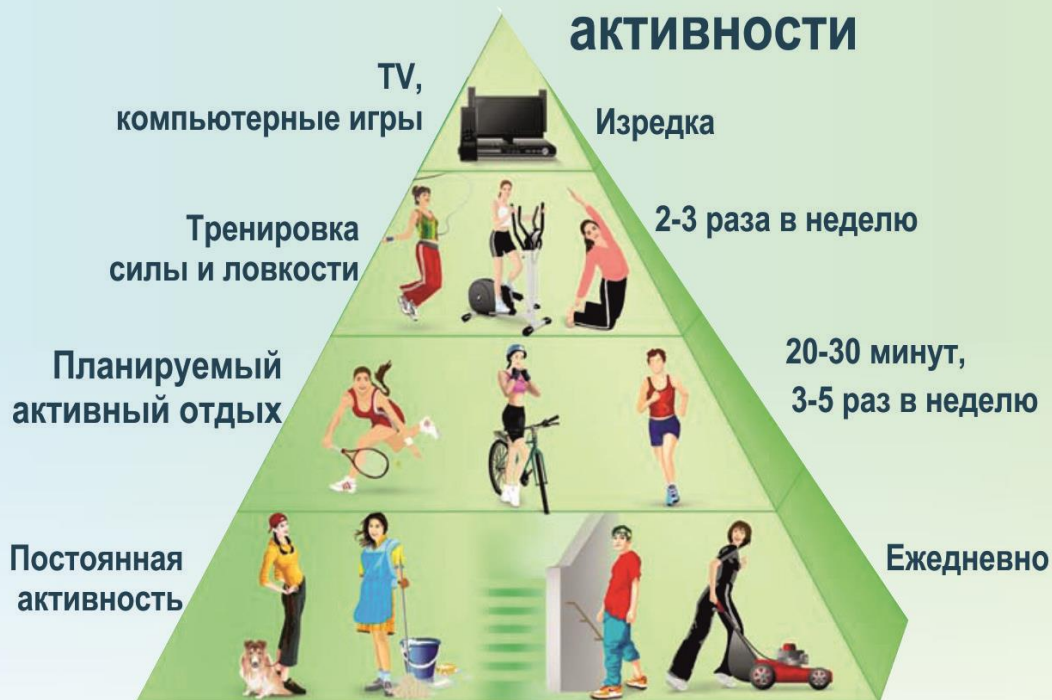 активности
TV,
компьютерные игры
Изредка
Тренировка
силы и ловкости
2-3 раза в неделю
Планируемый
активный отдых
20-30 минут,
3-5 раз в неделю
Постоянная
активность
Ежедневно